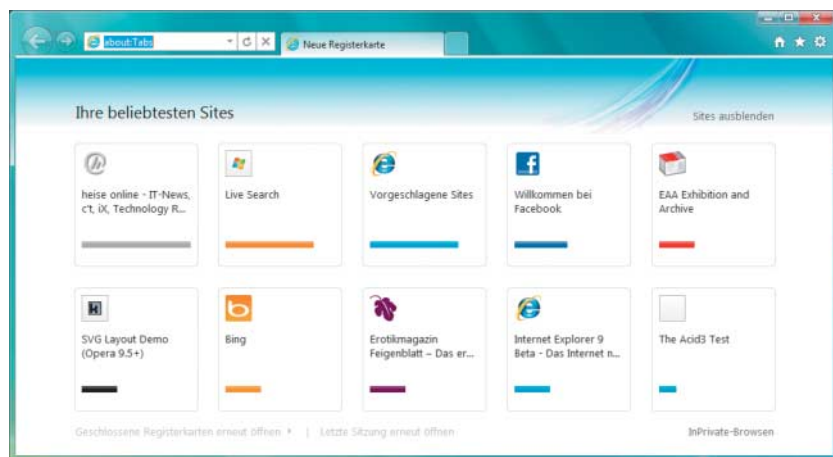 about:Tabs
Neue Registerkarte
Ihre beliebtesten Sites
Sites ausblenden
heise online - IT-News,
c't, iX, Technology R...
Live Search
Vorgeschlagene Sites
Willkommen bei
Facebook
EAA Exhibition and
Archive
SVG Layout Demo
(Opera 9.5+)
Bing
Erotikmagazin
Feigenblatt – Das er...
Internet Explorer 9
Beta - Das Internet n...
The Acid3 Test
Geschlossene Registerkarten erneut öffnen | Letzte Sitzung erneut öffnen
InPrivate-Browsen